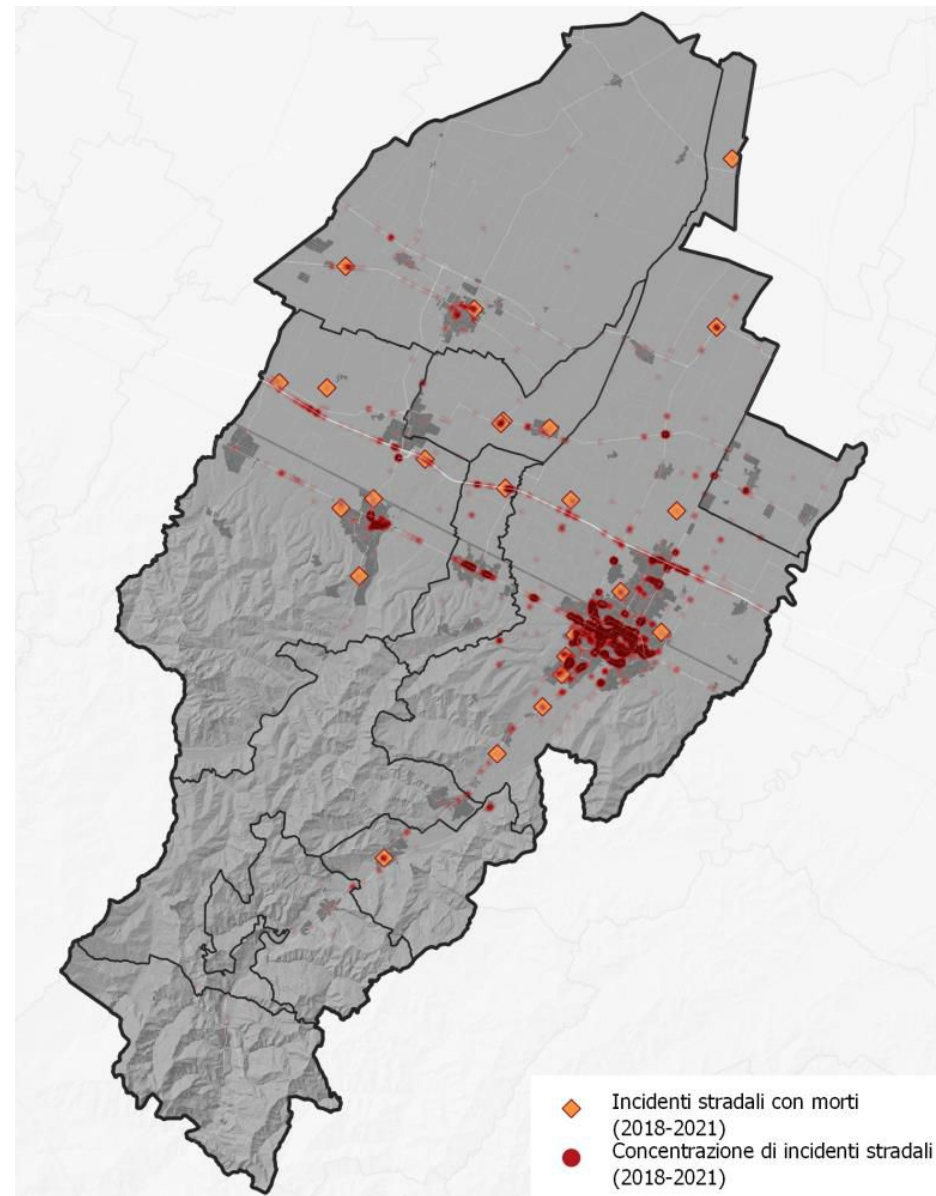 Incidenti stradali con morti
(2018-2021)
Concentrazione di incidenti stradali
(2018-2021)